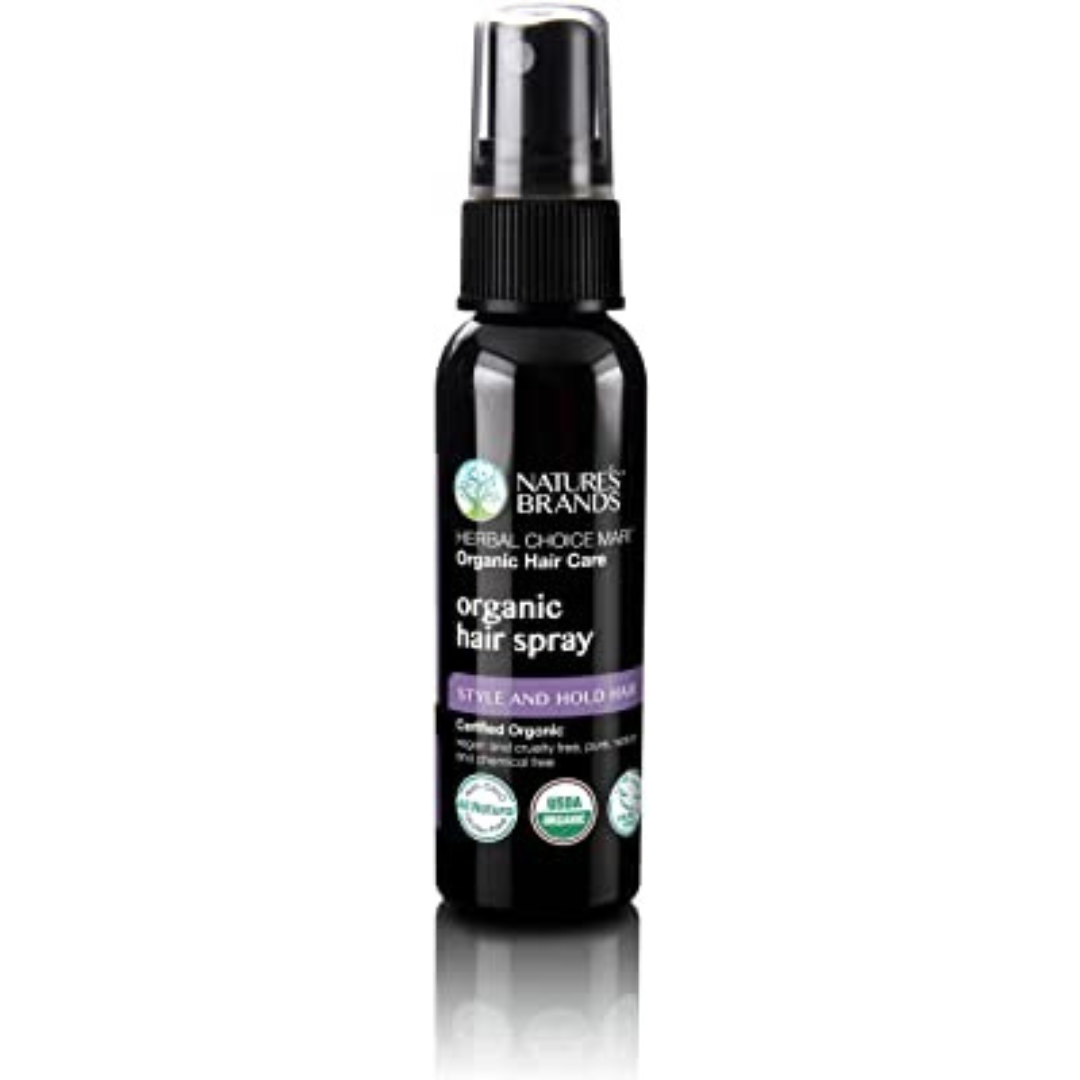 NATURE'S
BRANDS
HERBAL CHOICE MARI
Organic Hair Care
organic
hair spray
STYLE AND HOLD HAIR
Certified Organic
vegan and cruelty free, pure,
and chemical free
All Natural
USDA
ORGANIC